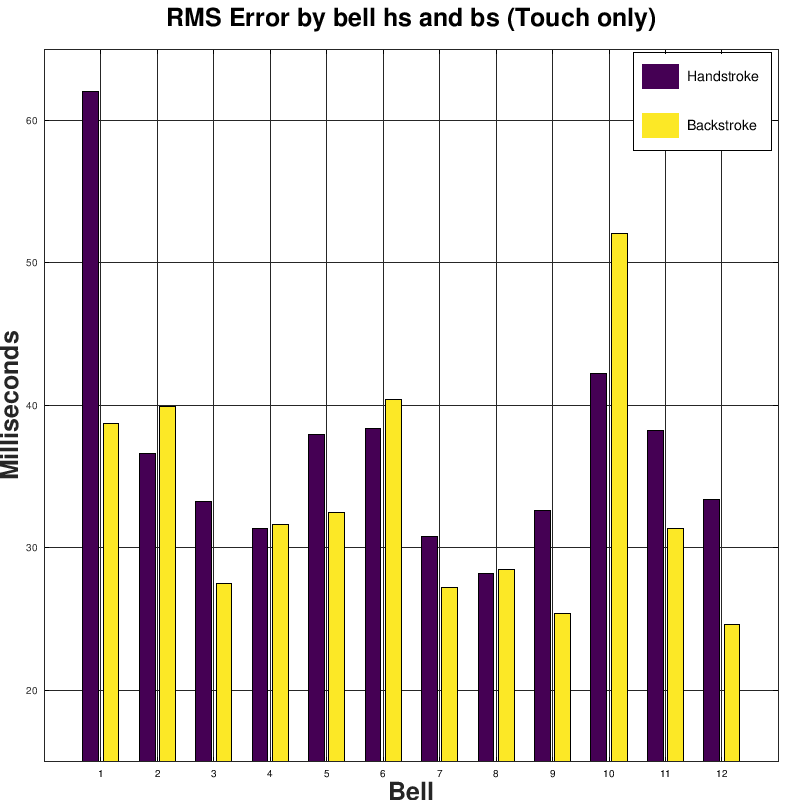 RMS Error by bell hs and bs (Touch only)
Handstroke
Backstroke
60
50
40
30
20
Milliseconds
1 2 3 4 5 6 7 8 9 10 11 12
Bell